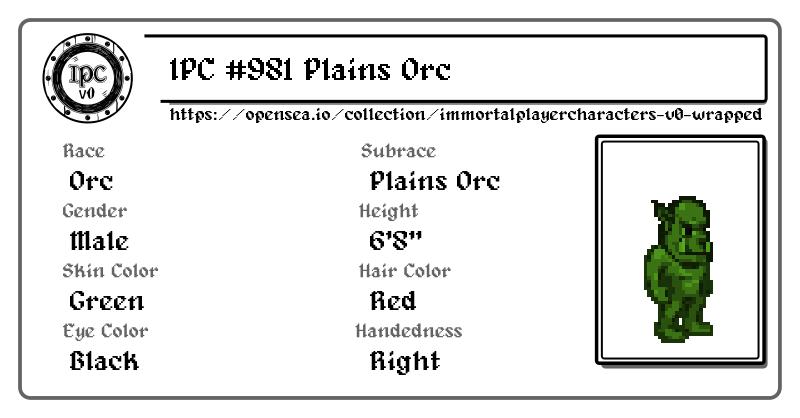 IPC
v0
IPC #981 Plains Orc
https://opensea.io/collection/immortalplayercharacters-v0-wrapped
Race
Orc
Subrace
Plains Orc
Gender
Male
Height
6'8"
Skin Color
Green
Hair Color
Red
Eye Color
Black
Handedness
Right